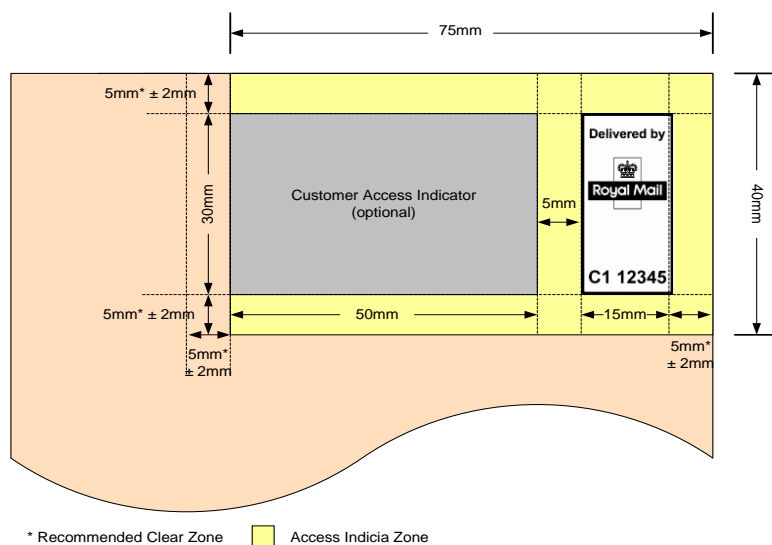 75mm
5mm* ± 2mm
Delivered by
Royal Mail
C1 12345
Customer Access Indicator
(optional)
5mm
30mm
40mm
5mm* ± 2mm
50mm
15mm
5mm*
± 2mm
5mm*
± 2mm
* Recommended Clear Zone
Access Indicia Zone